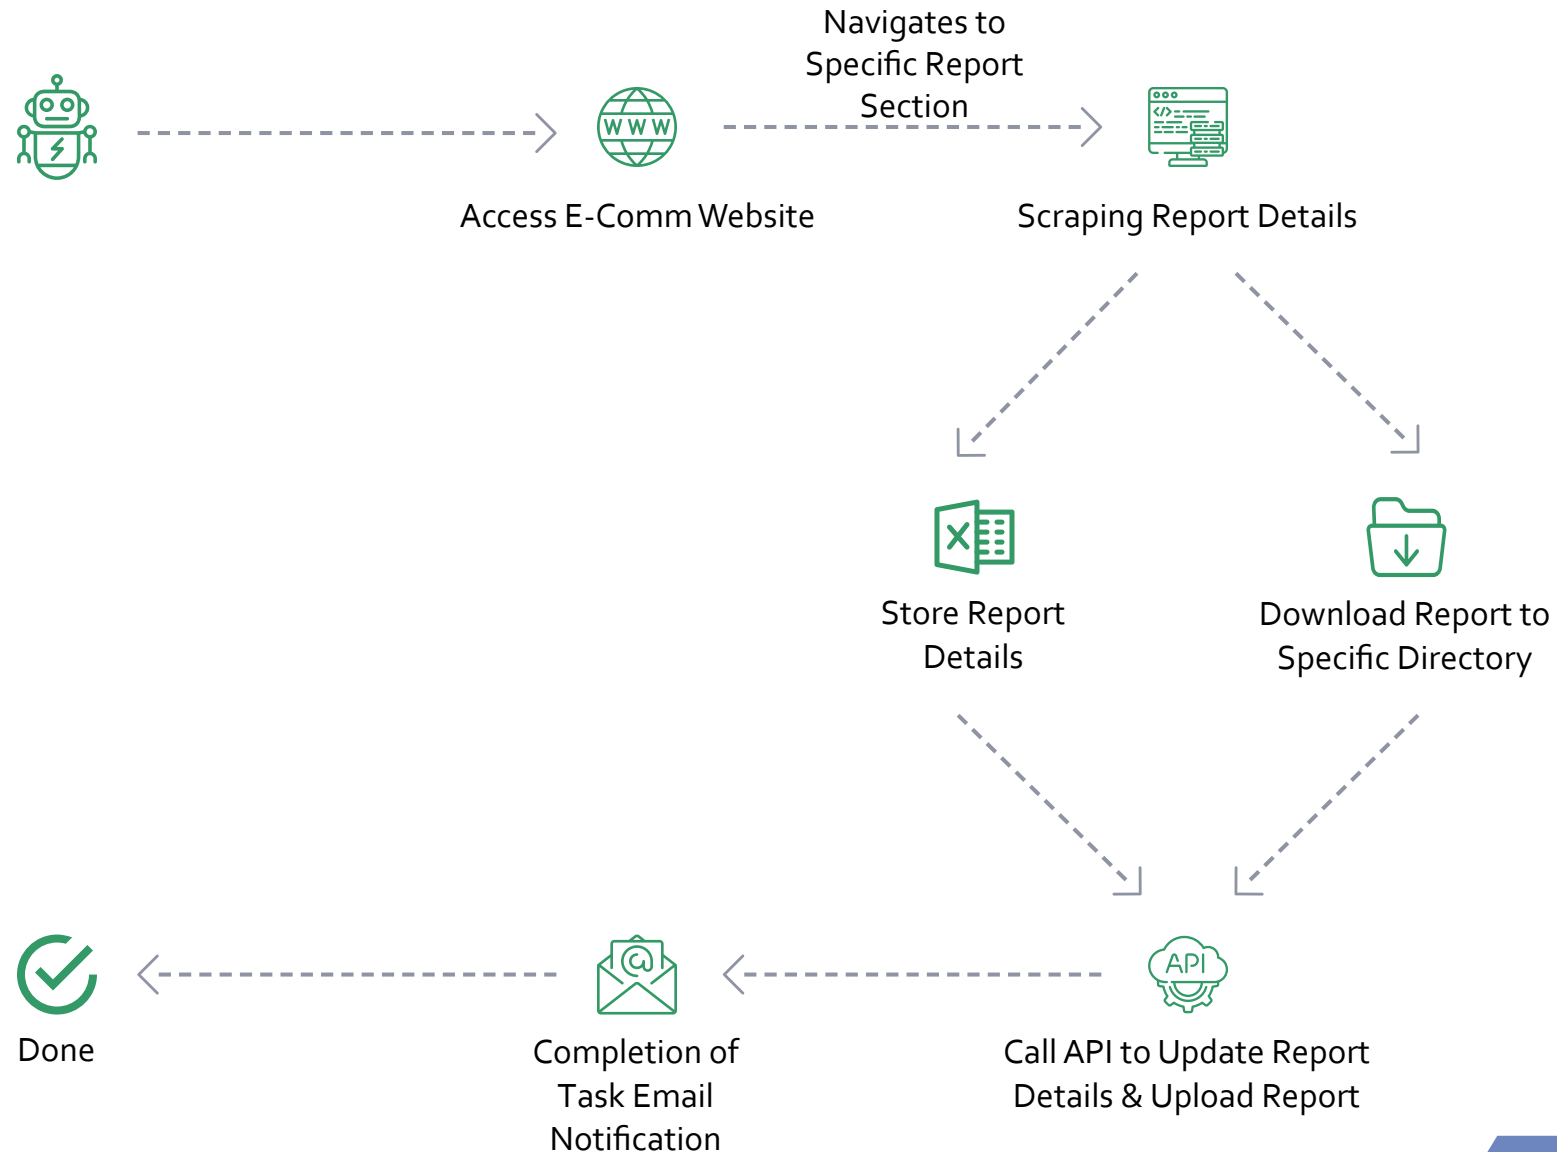 Navigates to
Specific Report
Section
WWW
</>
Access E-Comm Website
Scraping Report Details
X
Store Report
Details
Download Report to
Specific Directory
@
API
Done
Completion of
Task Email
Notification
Call API to Update Report
Details & Upload Report